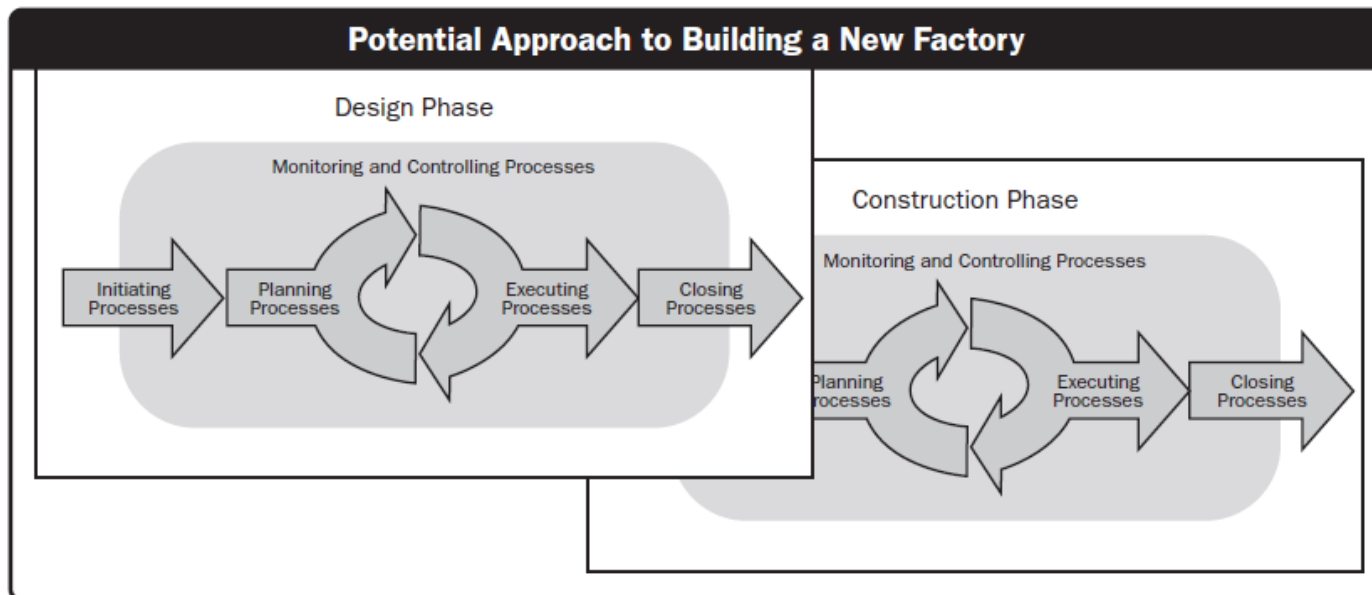 Potential Approach to Building a New Factory
Design Phase
Monitoring and Controlling Processes
Initiating
Processes
Planning
Processes
Executing
Processes
Closing
Processes
Construction Phase
Monitoring and Controlling Processes
Planning
rocesses
Executing
Processes
Closing
Processes